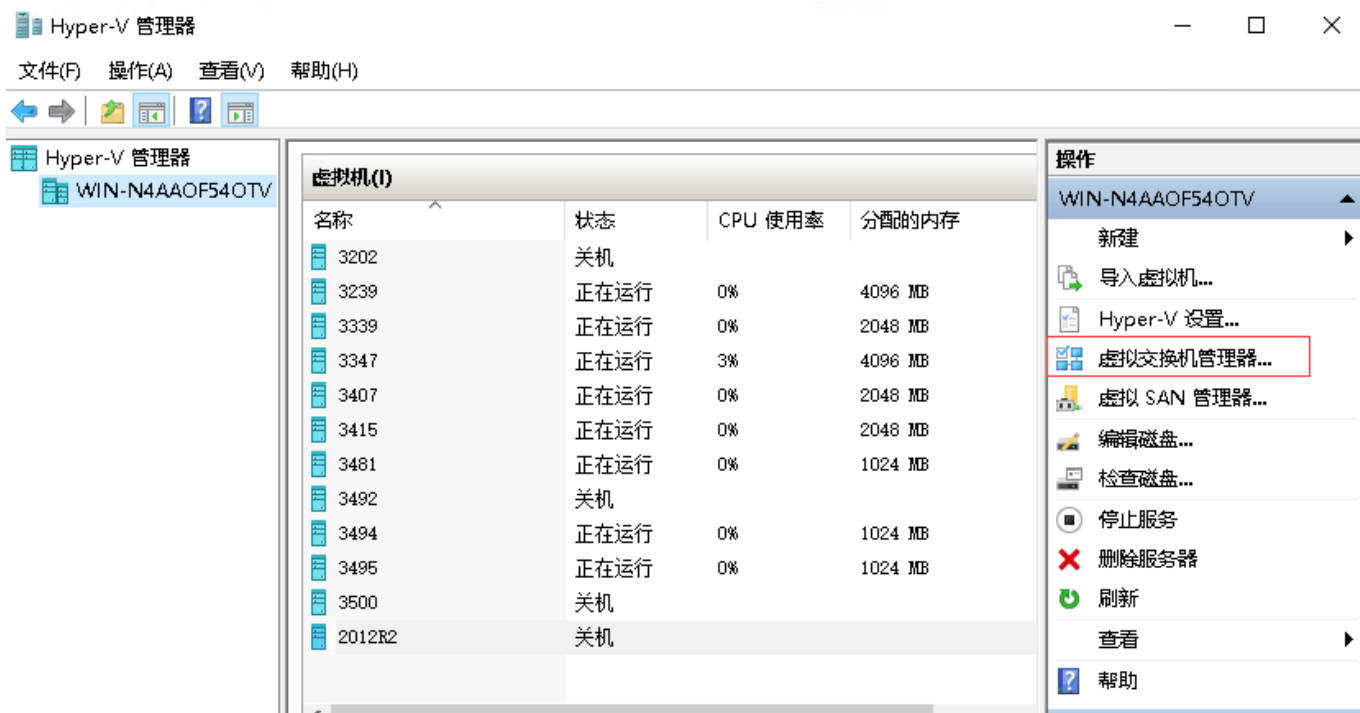 Hyper-V 管理器
文件(F) 操作(A) 查看(V) 帮助(H)
Hyper-V 管理器
WIN-N4AAOF54OTV
虚拟机(I)
名称 状态 CPU 使用率 分配的内存
3202 关机
3239 正在运行 0% 4096 MB
3339 正在运行 0% 2048 MB
3347 正在运行 3% 4096 MB
3407 正在运行 0% 2048 MB
3415 正在运行 0% 2048 MB
3481 正在运行 0% 1024 MB
3492 关机
3494 正在运行 0% 1024 MB
3495 正在运行 0% 1024 MB
3500 关机
2012R2 关机
操作
WIN-N4AAOF54OTV
新建
导入虚拟机...
Hyper-V 设置...
虚拟交换机管理器...
虚拟 SAN 管理器...
编辑磁盘...
检查磁盘...
停止服务
删除服务器
刷新
查看
帮助